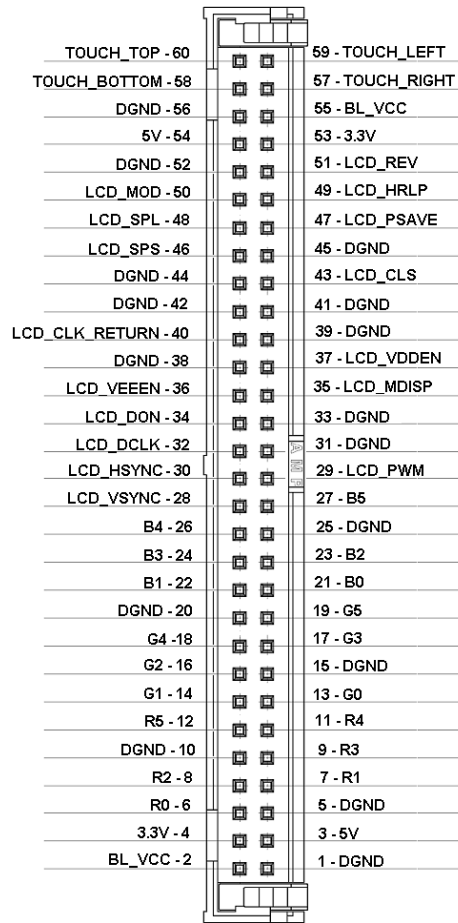 TOUCH_TOP - 60 59 - TOUCH_LEFT
TOUCH_BOTTOM - 58 57 - TOUCH_RIGHT
DGND - 56 55 - BL_VCC
5V - 54 53 - 3.3V
DGND - 52 51 - LCD_REV
LCD_MOD - 50 49 - LCD_HRLP
LCD_SPL - 48 47 - LCD_PSAVE
LCD_SPS - 46 45 - DGND
DGND - 44 43 - LCD_CLS
DGND - 42 41 - DGND
LCD_CLK_RETURN - 40 39 - DGND
DGND - 38 37 - LCD_VDDEN
LCD_VEEEN - 36 35 - LCD_MDISP
LCD_DON - 34 33 - DGND
LCD_DCLK - 32 31 - DGND
LCD_HSYNC - 30 29 - LCD_PWM
LCD_VSYNC - 28 27 - B5
B4 - 26 25 - DGND
B3 - 24 23 - B2
B1 - 22 21 - B0
DGND - 20 19 - G5
G4 -18 17 - G3
G2 - 16 15 - DGND
G1 - 14 13 - G0
R5 - 12 11 - R4
DGND - 10 9 - R3
R2 - 8 7 - R1
R0 - 6 5 - DGND
3.3V - 4 3 - 5V
BL_VCC - 2 1 - DGND